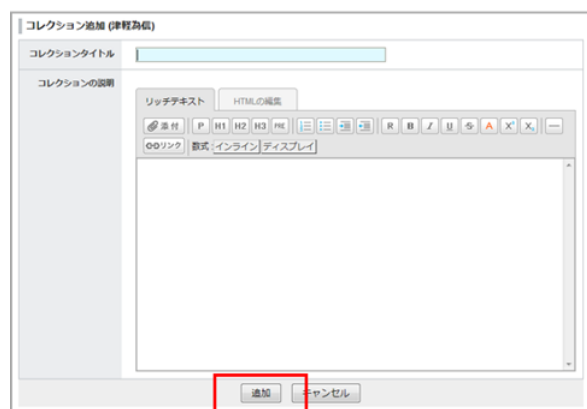 コレクション追加 (津軽為信)
コレクションタイトル
コレクションの説明
リッチテキスト HTMLの編集
添付 P H1 H2 H3 PRE R B I U S A X² X₂
リンク 数式: インライン ディスプレイ
追加 キャンセル